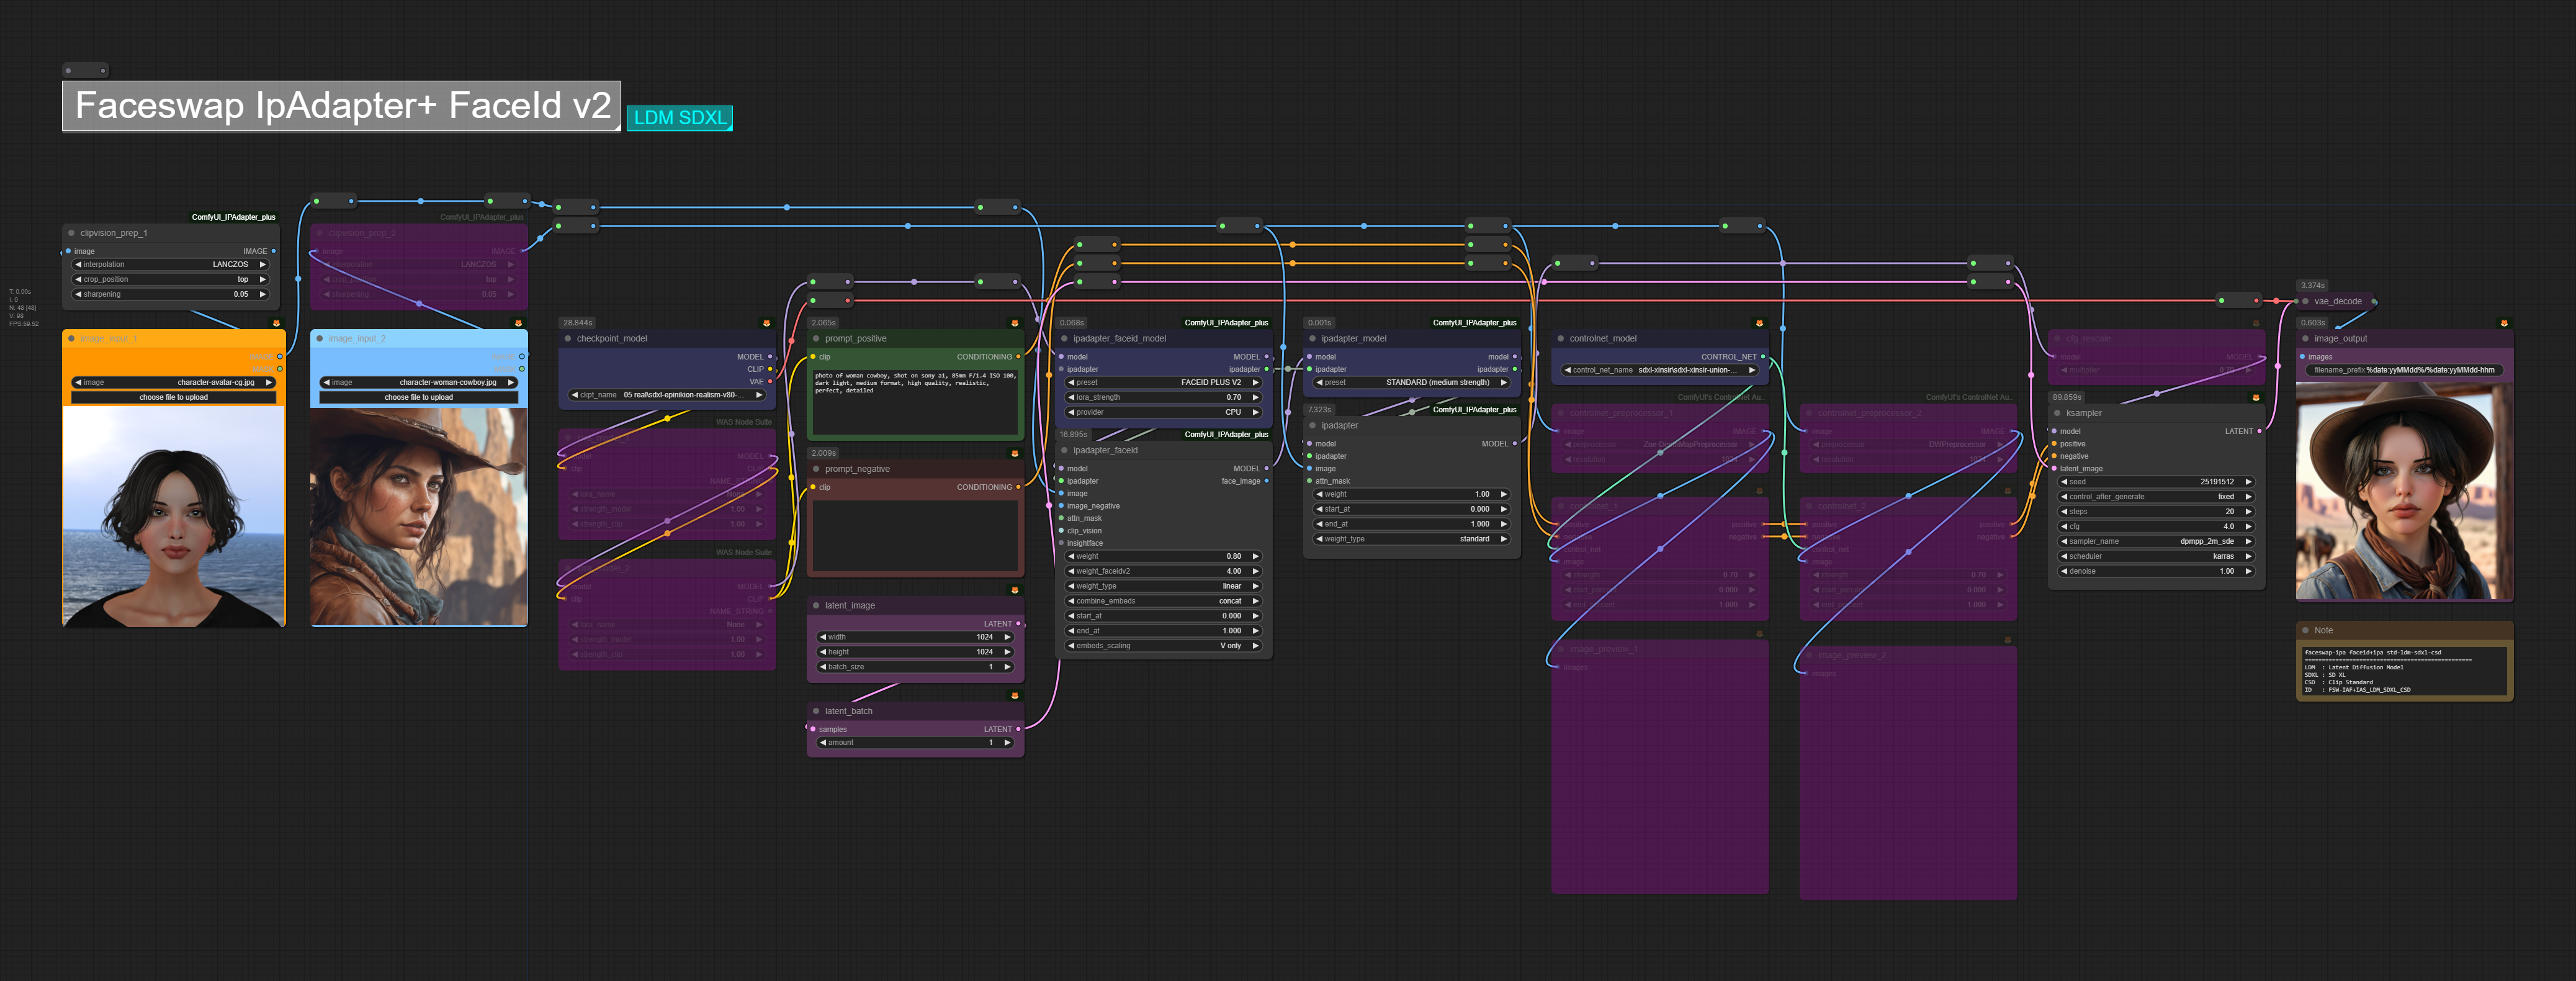 Faceswap IpAdapter+ FaceId v2
LDM SDXL
ComfyUI_IPAdapter_plus
clipvision_prep_1
image IMAGE
interpolation LANCZOS
crop_position top
sharpening 0.05
ComfyUI_IPAdapter_plus
clipvision_prep_2
image IMAGE
interpolation LANCZOS
crop_position top
sharpening 0.05
T: 0.00s
I: 0
N: 48 [48]
V: 96
FPS:59.52
image_input_1
IMAGE
MASK
image character-avatar-cg.jpg
choose file to upload
image_input_2
IMAGE
MASK
image character-woman-cowboy.jpg
choose file to upload
28.844s
checkpoint_model
MODEL
CLIP
VAE
ckpt_name 05 real\sdxl-epinikion-realism-v80-...
WAS Node Suite
MODEL
clip CLIP
NAME_STRING
lora_name None
strength_model 1.00
strength_clip 1.00
WAS Node Suite
model MODEL
clip CLIP
NAME_STRING
lora_name None
strength_model 1.00
strength_clip 1.00
2.065s
prompt_positive
clip CONDITIONING
photo of woman cowboy, shot on sony a1, 85mm F/1.4 ISO 100,
dark light, medium format, high quality, realistic,
perfect, detailed
2.009s
prompt_negative
clip CONDITIONING
latent_image
LATENT
width 1024
height 1024
batch_size 1
latent_batch
samples LATENT
amount 1
0.068s
ComfyUI_IPAdapter_plus
ipadapter_faceid_model
model MODEL
ipadapter ipadapter
preset FACEID PLUS V2
lora_strength 0.70
provider CPU
16.895s
ComfyUI_IPAdapter_plus
ipadapter_faceid
model MODEL
ipadapter face_image
image
image_negative
attn_mask
clip_vision
insightface
weight 0.80
weight_faceidv2 4.00
weight_type linear
combine_embeds concat
start_at 0.000
end_at 1.000
embeds_scaling V only
0.001s
ComfyUI_IPAdapter_plus
ipadapter_model
model model
ipadapter ipadapter
preset STANDARD (medium strength)
7.323s
ComfyUI_IPAdapter_plus
ipadapter
model MODEL
ipadapter
image
attn_mask
weight 1.00
start_at 0.000
end_at 1.000
weight_type standard
controlnet_model
CONTROL_NET
control_net_name sdxl-xinsir\sdxl-xinsir-union-...
ComfyUI's ControlNet Au..
controlnet_preprocessor_1
image IMAGE
preprocessor Zoe-DepthMapPreprocessor
resolution 1024
controlnet_1
positive positive
negative negative
control_net
image
strength 0.70
start_percent 0.000
end_percent 1.000
image_preview_1
images
ComfyUI's ControlNet Au..
controlnet_preprocessor_2
image IMAGE
preprocessor DWPreprocessor
resolution 1024
controlnet_2
positive positive
negative negative
control_net
image
strength 0.70
start_percent 0.000
end_percent 1.000
image_preview_2
images
cfg_rescale
model MODEL
multiplier
89.859s
ksampler
model LATENT
positive
negative
latent_image
seed 25191512
control_after_generate fixed
steps 20
cfg 4.0
sampler_name dpmpp_2m_sde
scheduler karras
denoise 1.00
3.374s
vae_decode
0.603s
image_output
images
filename_prefix %date:yyMMdd%/%date:yyMMdd-hhm
Note
faceswap-ipa faceid+ipa std-ldm-sdxl-csd
================================================
LDM : Latent Diffusion Model
SDXL : SD XL
CSD : Clip Standard
ID : FSW-IAF+IAS_LDM_SDXL_CSD